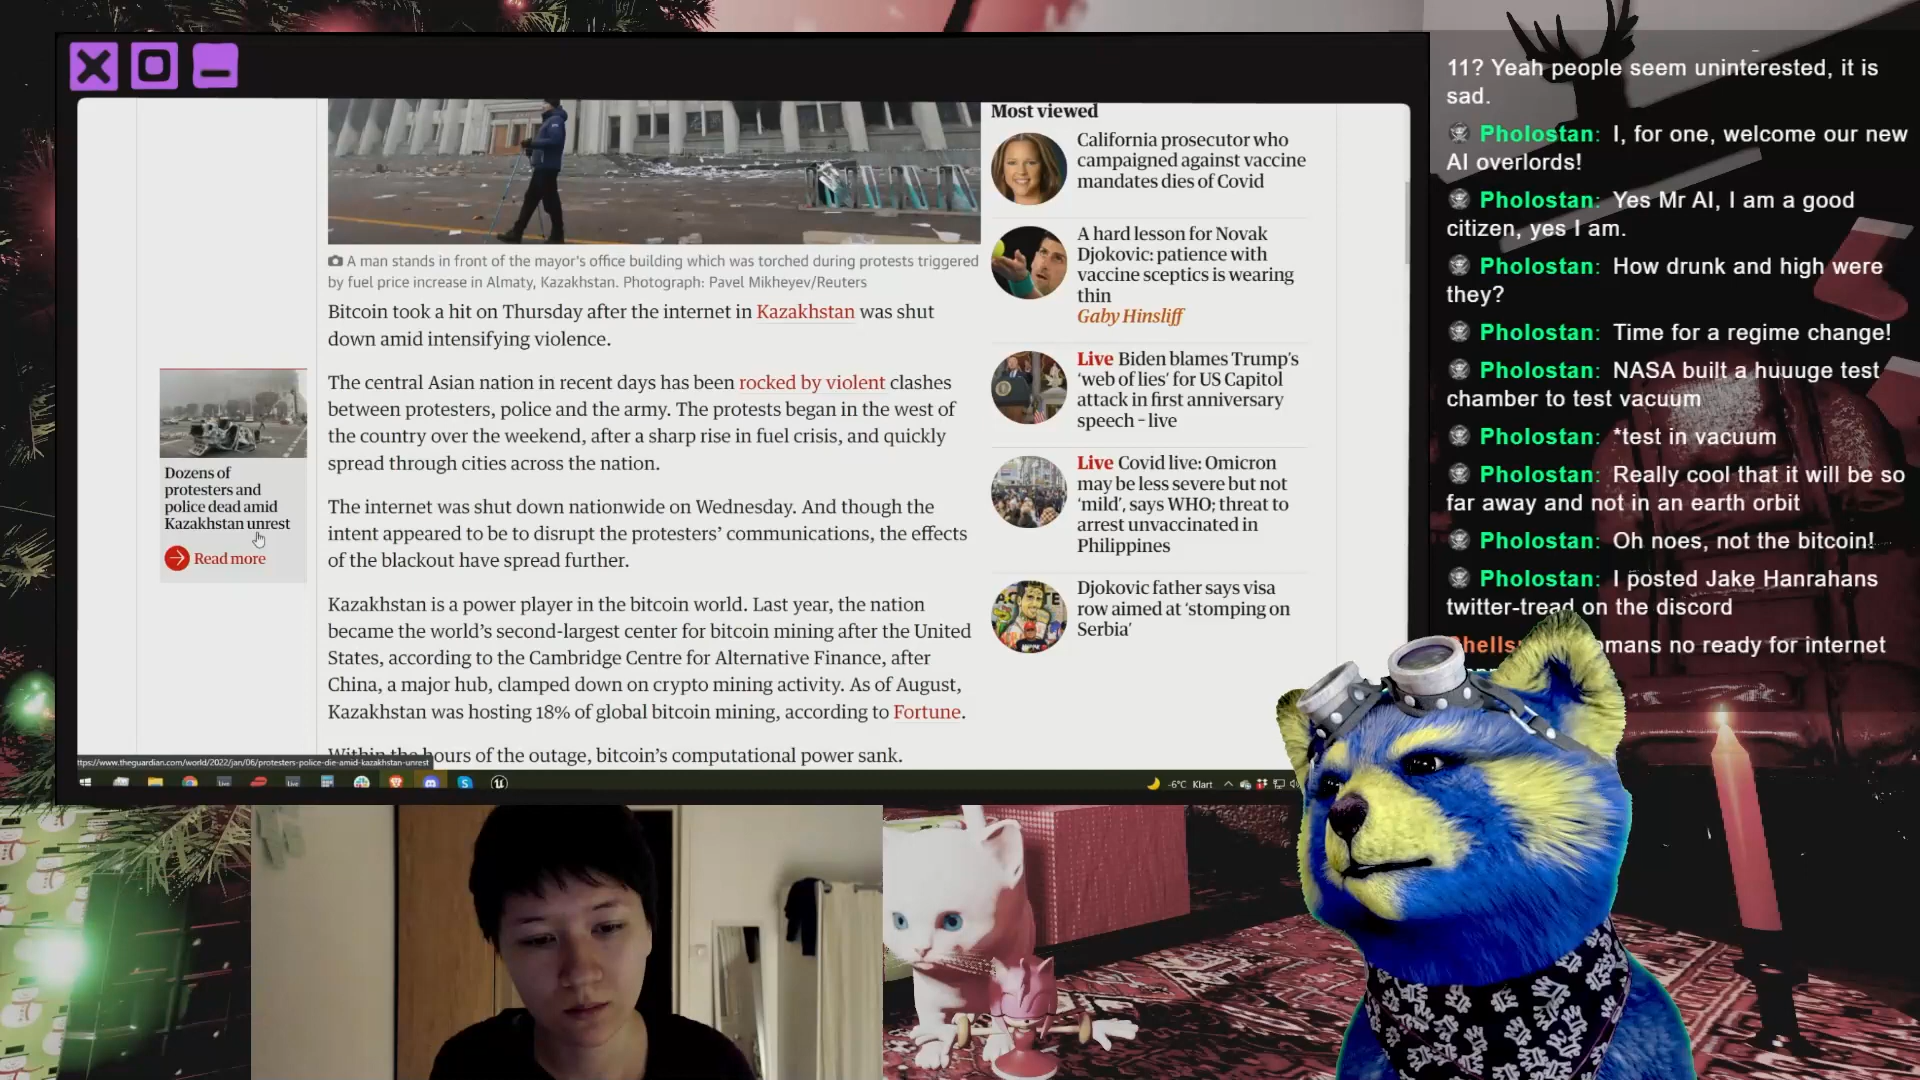 A man stands in front of the mayor's office building which was torched during protests triggered
by fuel price increase in Almaty, Kazakhstan. Photograph: Pavel Mikheyev/Reuters
Bitcoin took a hit on Thursday after the internet in Kazakhstan was shut
down amid intensifying violence.
The central Asian nation in recent days has been rocked by violent clashes
between protesters, police and the army. The protests began in the west of
the country over the weekend, after a sharp rise in fuel crisis, and quickly
spread through cities across the nation.
The internet was shut down nationwide on Wednesday. And though the
intent appeared to be to disrupt the protesters' communications, the effects
of the blackout have spread further.
Kazakhstan is a power player in the bitcoin world. Last year, the nation
became the world's second-largest center for bitcoin mining after the United
States, according to the Cambridge Centre for Alternative Finance, after
China, a major hub, clamped down on crypto mining activity. As of August,
Kazakhstan was hosting 18% of global bitcoin mining, according to Fortune.
Within the hours of the outage, bitcoin's computational power sank.
Dozens of
protesters and
police dead amid
Kazakhstan unrest
Read more
ttps://www.theguardian.com/world/2022/jan/06/protesters-police-die-amid-kazakhstan-unrest
-6°C Klart
Most viewed
California prosecutor who
campaigned against vaccine
mandates dies of Covid
A hard lesson for Novak
Djokovic: patience with
vaccine sceptics is wearing
thin
Gaby Hinsliff
Live Biden blames Trump's
'web of lies' for US Capitol
attack in first anniversary
speech – live
Live Covid live: Omicron
may be less severe but not
'mild', says WHO; threat to
arrest unvaccinated in
Philippines
Djokovic father says visa
row aimed at 'stomping on
Serbia'
11? Yeah people seem uninterested, it is
sad.
Pholostan: I, for one, welcome our new
AI overlords!
Pholostan: Yes Mr AI, I am a good
citizen, yes I am.
Pholostan: How drunk and high were
they?
Pholostan: Time for a regime change!
Pholostan: NASA built a huuuge test
chamber to test vacuum
Pholostan: *test in vacuum
Pholostan: Really cool that it will be so
far away and not in an earth orbit
Pholostan: Oh noes, not the bitcoin!
Pholostan: I posted Jake Hanrahans
twitter-tread on the discord
hells omans no ready for internet